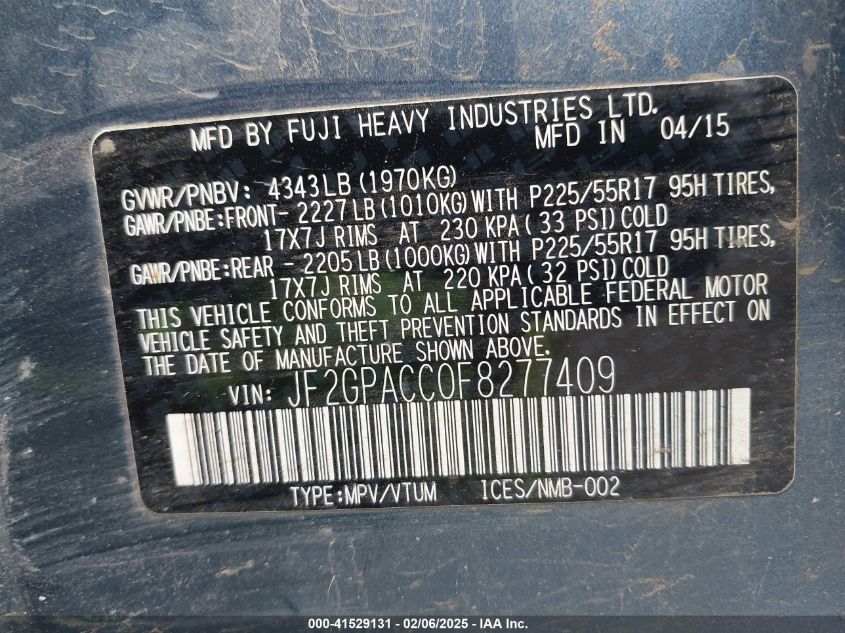 MFD BY FUJI HEAVY INDUSTRIES LTD.
MFD IN 04/15
GVWR/PNBV: 4343LB (1970KG)
GAWR/PNBE:FRONT- 2227 LB (1010KG) WITH P225/55R17 95H TIRES,
17X7J RIMS AT 230 KPA ( 33 PSI) COLD
GAWR/PNBE:REAR - 2205 LB (1000KG) WITH P225/55R17 95H TIRES,
17X7J RIMS AT 220 KPA ( 32 PSI) COLD
THIS VEHICLE CONFORMS TO ALL APPLICABLE FEDERAL MOTOR
VEHICLE SAFETY AND THEFT PREVENTION STANDARDS IN EFFECT ON
THE DATE OF MANUFACTURE SHOWN ABOVE.
VIN: JF2GPACC0F8277409
TYPE:MPV/VTUM ICES/NMB-002
000-41529131 — 02/06/2025 — IAA Inc.